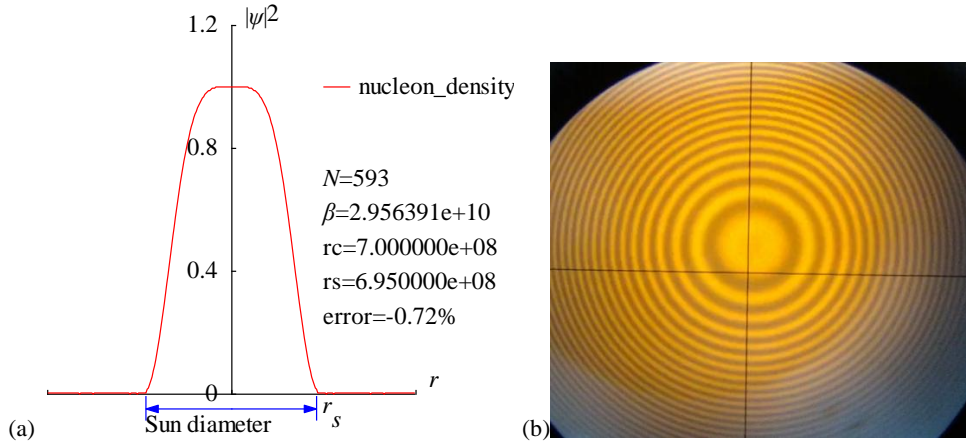 |ψ|2
1.2
nucleon_density
0.8
N=593
β=2.956391e+10
rc=7.000000e+08
0.4
rs=6.950000e+08
error=-0.72%
r
0
r_s
(a)
Sun diameter
(b)